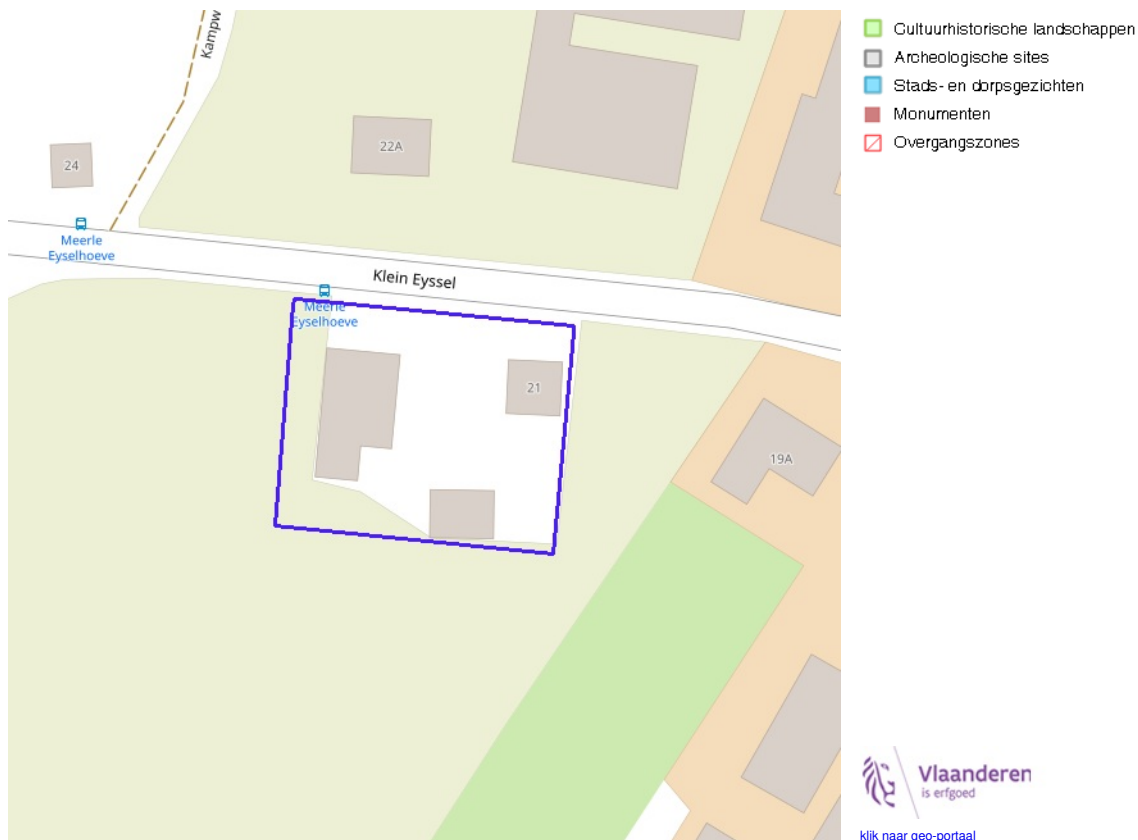 Kampw
22A
24
Meerle
Eyselhoeve
Klein Eyssel
Meerle
Eyselhoeve
21
19A
Cultuurhistorische landschappen
Archeologische sites
Stads- en dorpsgezichten
Monumenten
Overgangszones
Vlaanderen
is erfgoed
klik naar geo-portaal